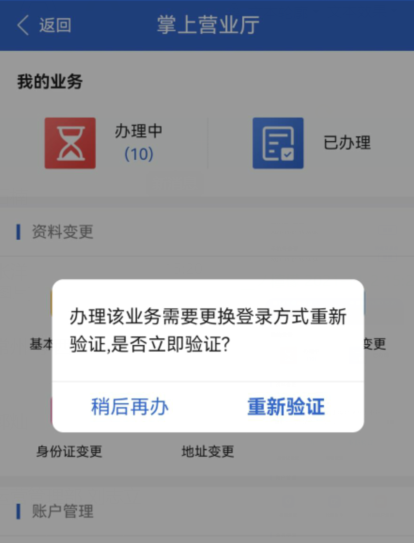 返回
掌上营业厅
我的业务
办理中
(10)
已办理
资料变更
办理该业务需要更换登录方式重新
验证,是否立即验证?
基本
变更
稍后再办
重新验证
身份证变更
地址变更
账户管理